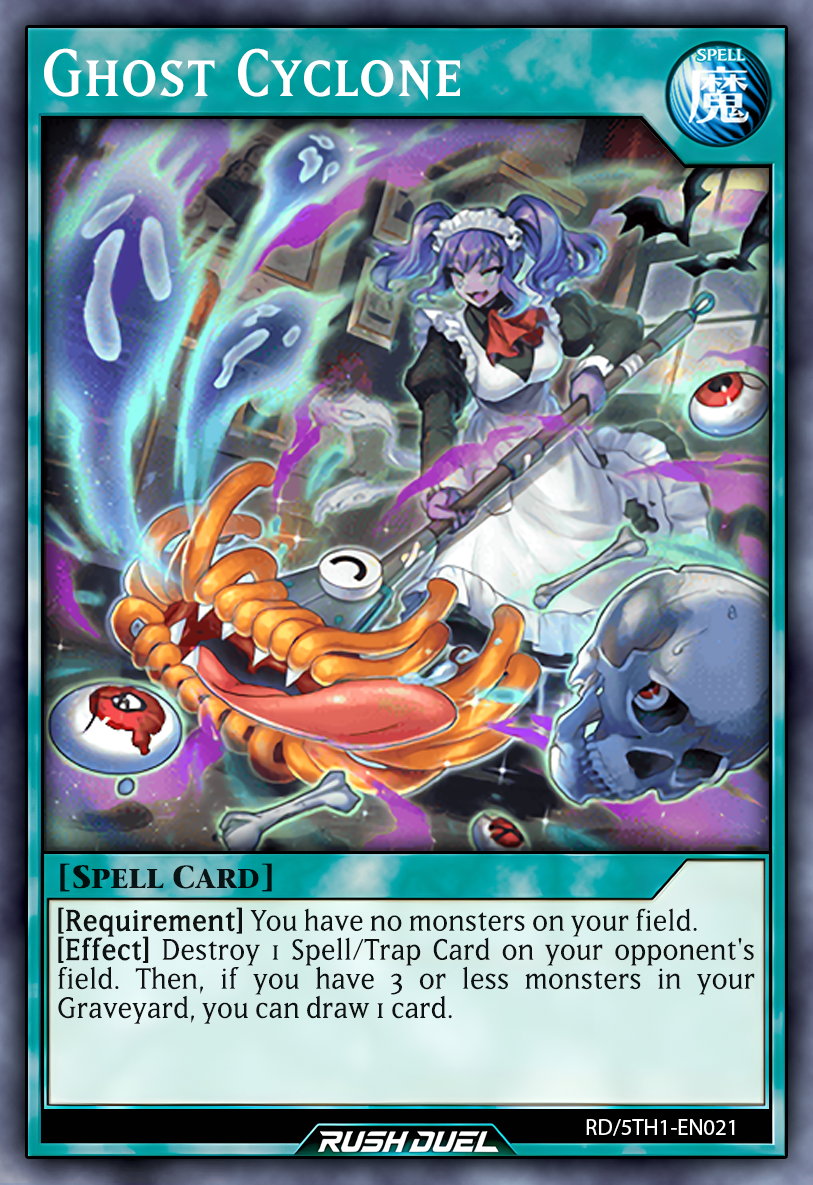 Ghost Cyclone
SPELL
魔
[Spell Card]
[Requirement] You have no monsters on your field.
[Effect] Destroy 1 Spell/Trap Card on your opponent's
field. Then, if you have 3 or less monsters in your
Graveyard, you can draw 1 card.
RD/5TH1-EN021
RUSH DUEL